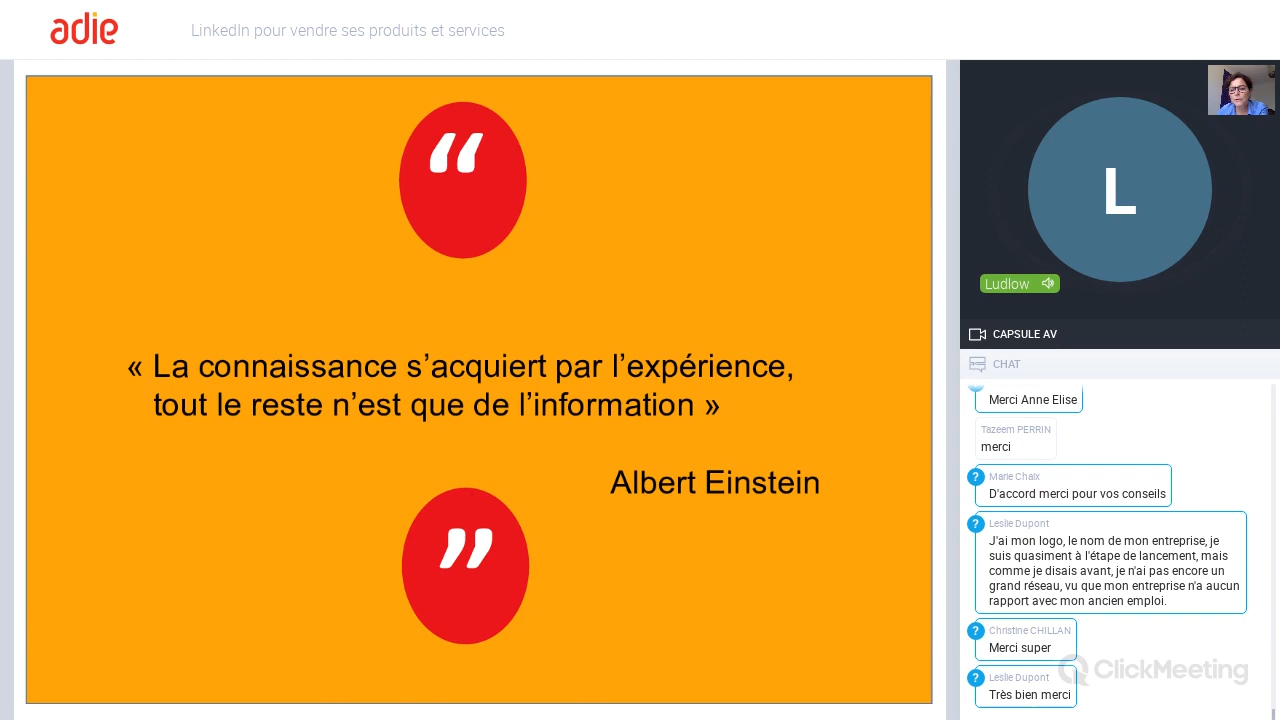 adie
LinkedIn pour vendre ses produits et services
“
« La connaissance s’acquiert par l’expérience,
tout le reste n’est que de l’information »
Albert Einstein
”
L
Ludlow
CAPSULE AV
CHAT
Merci Anne Elise
Tazeem PERRIN
merci
?
Marie Chaix
D'accord merci pour vos conseils
?
Leslie Dupont
J'ai mon logo, le nom de mon entreprise, je
suis quasiment à l'étape de lancement, mais
comme je disais avant, je n'ai pas encore un
grand réseau, vu que mon entreprise n'a aucun
rapport avec mon ancien emploi.
?
Christine CHILLAN
Merci super
?
Leslie Dupont
Très bien merci
ClickMeeting